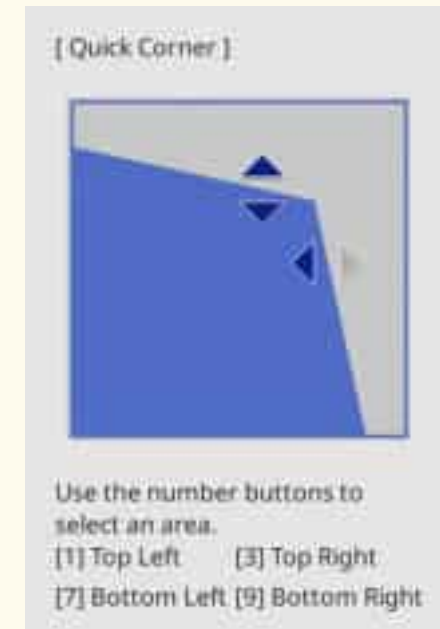 [ Quick Corner ]
Use the number buttons to
select an area.
[1] Top Left [3] Top Right
[7] Bottom Left [9] Bottom Right